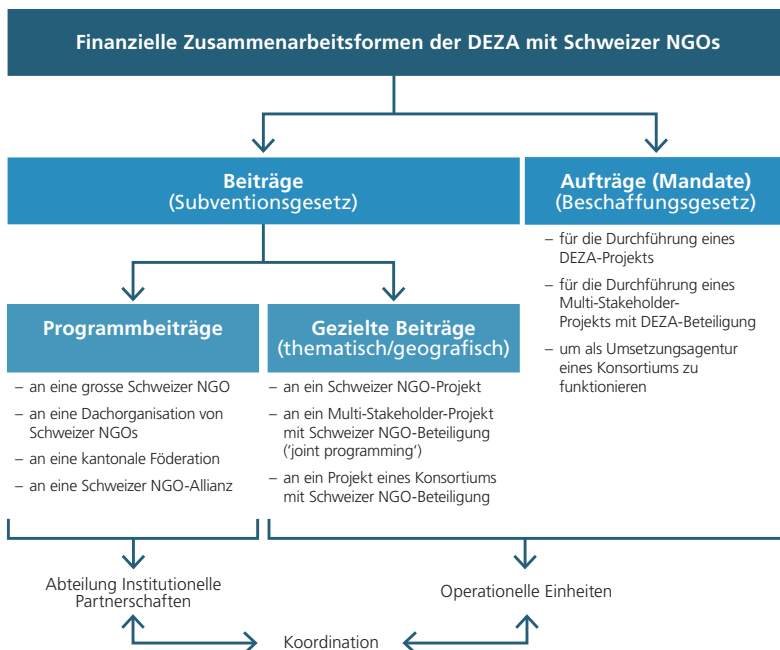 Finanzielle Zusammenarbeitsformen der DEZA mit Schweizer NGOs
Beiträge
(Subventionsgesetz)
Aufträge (Mandate)
(Beschaffungsgesetz)
– für die Durchführung eines
DEZA-Projekts
– für die Durchführung eines
Multi-Stakeholder-
Projekts mit DEZA-Beteiligung
– um als Umsetzungsagentur
eines Konsortiums zu
funktionieren
Programmbeiträge
– an eine grosse Schweizer NGO
– an eine Dachorganisation von
Schweizer NGOs
– an eine kantonale Föderation
– an eine Schweizer NGO-Allianz
Gezielte Beiträge
(thematisch/geografisch)
– an ein Schweizer NGO-Projekt
– an ein Multi-Stakeholder-Projekt
mit Schweizer NGO-Beteiligung
('joint programming')
– an ein Projekt eines Konsortiums
mit Schweizer NGO-Beteiligung
Abteilung Institutionelle
Partnerschaften
Operationelle Einheiten
Koordination